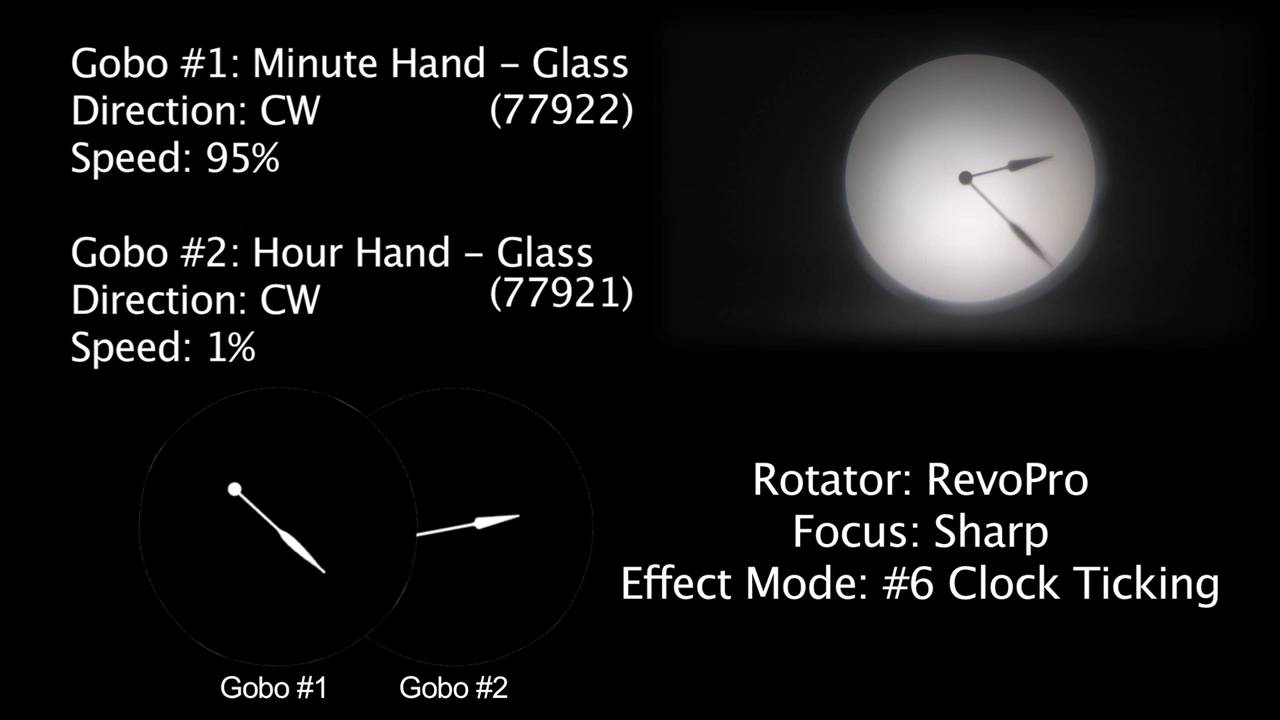 Gobo #1: Minute Hand – Glass
Direction: CW (77922)
Speed: 95%
Gobo #2: Hour Hand – Glass
Direction: CW (77921)
Speed: 1%
Rotator: RevoPro
Focus: Sharp
Effect Mode: #6 Clock Ticking
Gobo #1 Gobo #2